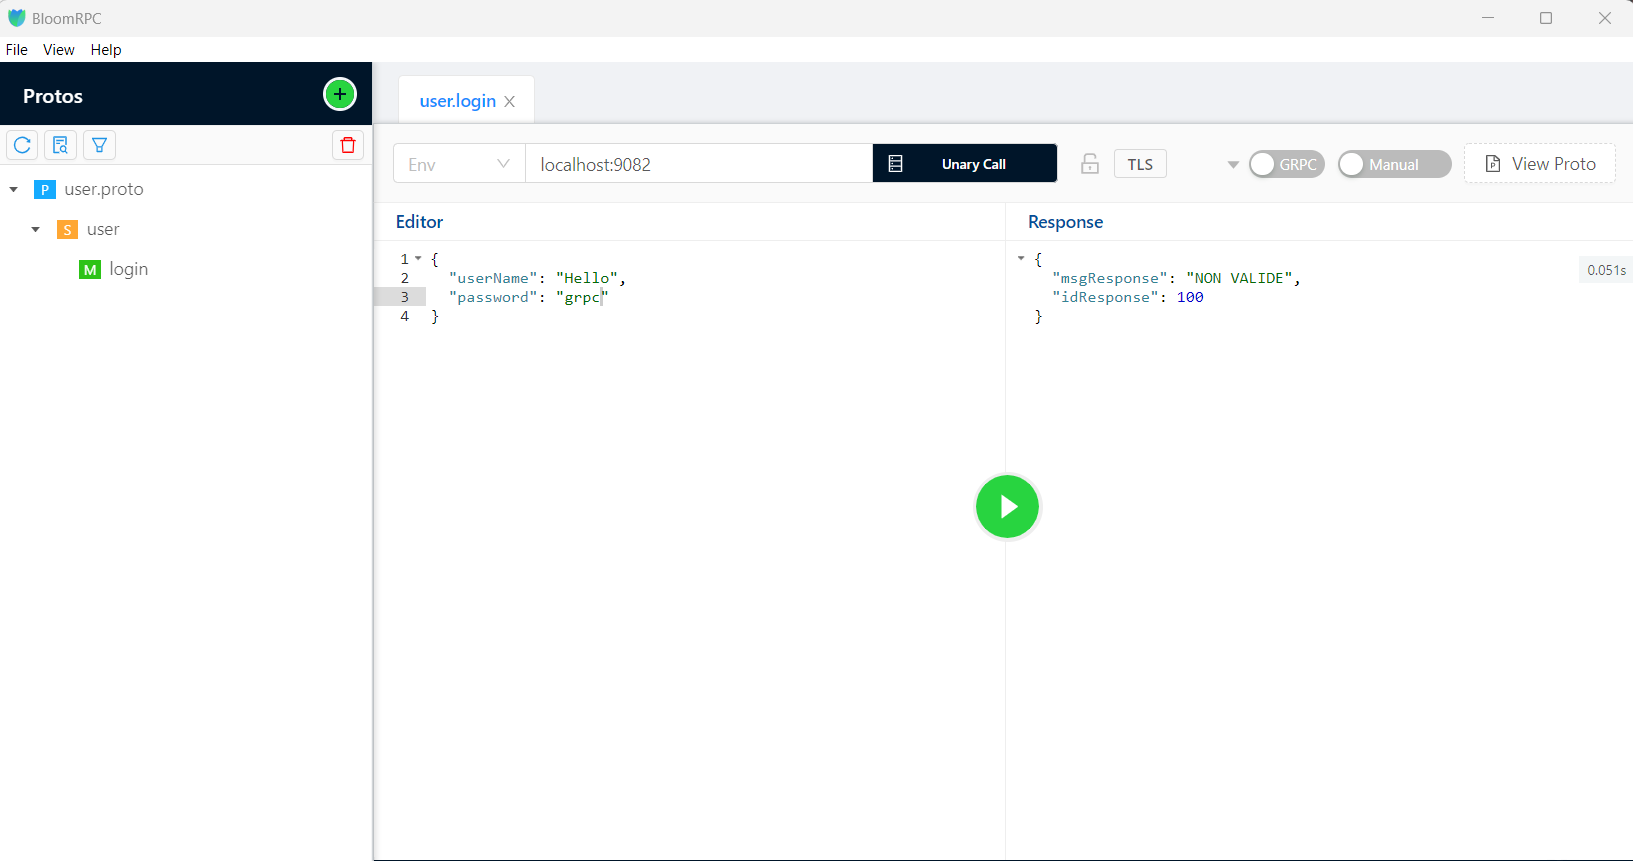 BloomRPC
File View Help
Protos
+
user.login
Env
localhost:9082
Unary Call
TLS
GRPC
Manual
View Proto
P user.proto
S user
M login
Editor
1 {
2 "userName": "Hello",
3 "password": "grpc"
4 }
Response
{
"msgResponse": "NON VALIDE",
"idResponse": 100
}
0.051s